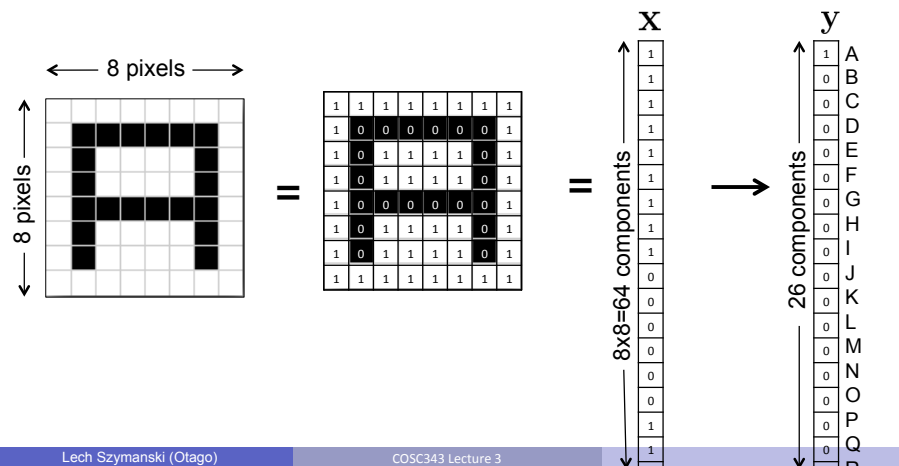 x
y
8 pixels
8 pixels
=
1 1 1 1 1 1 1 1
1 0 0 0 0 0 0 1
1 0 1 1 1 1 0 1
1 0 1 1 1 1 0 1
1 0 0 0 0 0 0 1
1 0 1 1 1 1 0 1
1 0 1 1 1 1 0 1
1 1 1 1 1 1 1 1
=
8x8=64 components
1
1
1
1
1
1
1
1
1
0
0
0
0
0
0
1
1
26 components
1 A
0 B
0 C
0 D
0 E
0 F
0 G
0 H
0 I
0 J
0 K
0 L
0 M
0 N
0 O
0 P
0 Q
Lech Szymanski (Otago)
COSC343 Lecture 3